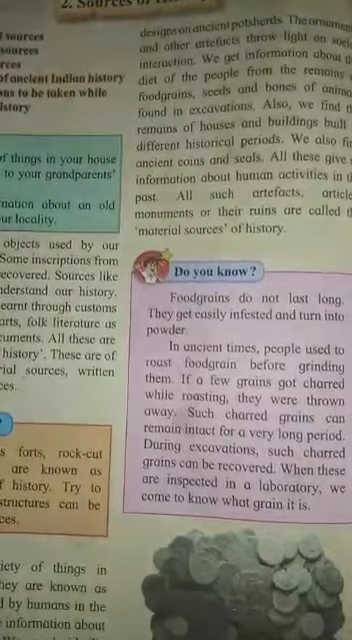 2. Sources of
sources
sources
rces
of ancient Indian history
ons to be taken while
istory
of things in your house
to your grandparents'
mation about an old
ur locality.
objects used by our
Some inscriptions from
ecovered. Sources like
nderstand our history.
earnt through customs
arts, folk literature as
cuments. All these are
history'. These are of
rial sources, written
ces.
s forts, rock-cut
are known as
f history. Try to
structures can be
ces.
iety of things in
hey are known as
d by humans in the
information about
designs on ancient potsherds. The ornamen
and other artefacts throw light on soci
interaction. We get information about t
diet of the people from the remains
foodgrains, seeds and bones of anima
found in excavations. Also, we find t
remains of houses and buildings built
different historical periods. We also fi
ancient coins and seals. All these give
information about human activities in t
past. All such artefacts, article
monuments or their ruins are called t
'material sources' of history.
Do you know?
Foodgrains do not last long.
They get easily infested and turn into
powder.
In ancient times, people used to
roast foodgrain before grinding
them. If a few grains got charred
while roasting, they were thrown
away. Such charred grains can
remain intact for a very long period.
During excavations, such charred
grains can be recovered. When these
are inspected in a laboratory, we
come to know what grain it is.